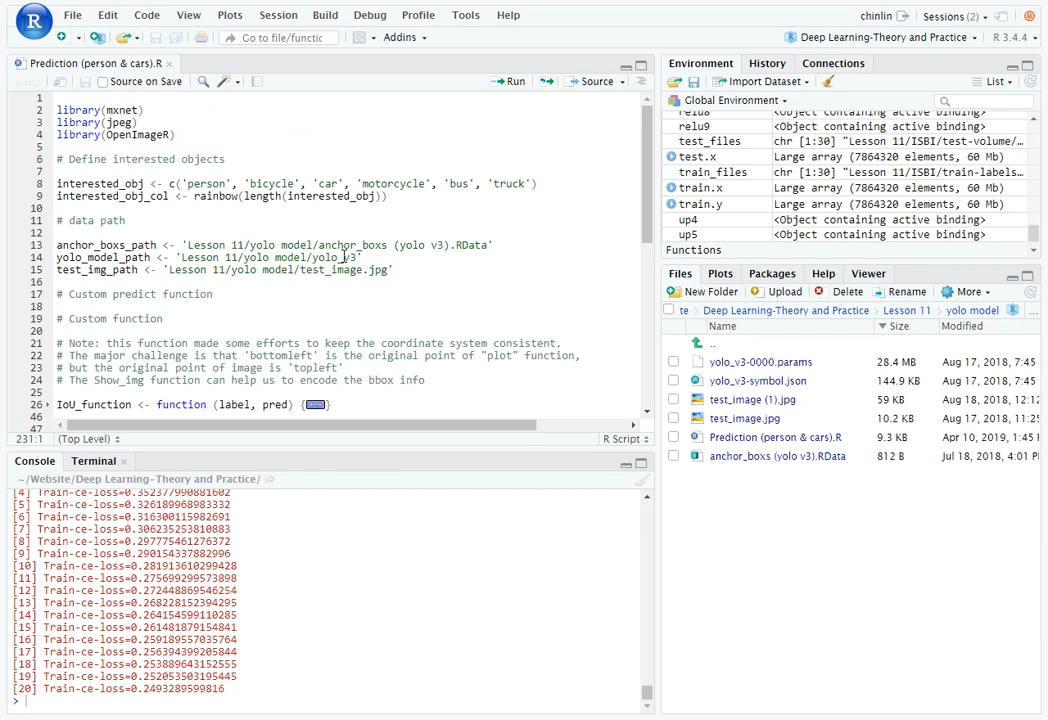 File Edit Code View Plots Session Build Debug Profile Tools Help
chinlin Sessions (2)
Go to file/functic Addins
Deep Learning-Theory and Practice R 3.4.4
Prediction (person & cars).R
Source on Save Run Source
1
2 library(mxnet)
3 library(jpeg)
4 library(OpenImageR)
5
6 # Define interested objects
7
8 interested_obj <- c('person', 'bicycle', 'car', 'motorcycle', 'bus', 'truck')
9 interested_obj_col <- rainbow(length(interested_obj))
10
11 # data path
12
13 anchor_boxs_path <- 'Lesson 11/yolo model/anchor_boxs (yolo v3).RData'
14 yolo_model_path <- 'Lesson 11/yolo model/yolo_v3'
15 test_img_path <- 'Lesson 11/yolo model/test_image.jpg'
16
17 # Custom predict function
18
19 # Custom function
20
21 # Note: this function made some efforts to keep the coordinate system consistent.
22 # The major challenge is that 'bottomleft' is the original point of "plot" function,
23 # but the original point of image is 'topleft'
24 # The Show_img function can help us to encode the bbox info
25
26 IoU_function <- function (label, pred) {
46
47
231:1 (Top Level) R Script
Console Terminal
~/Website/Deep Learning-Theory and Practice/
[4] Train-ce-loss=0.352377990881602
[5] Train-ce-loss=0.326189968983332
[6] Train-ce-loss=0.316300115982691
[7] Train-ce-loss=0.306235253810883
[8] Train-ce-loss=0.297775461276372
[9] Train-ce-loss=0.290154337882996
[10] Train-ce-loss=0.281913610299428
[11] Train-ce-loss=0.275699299573898
[12] Train-ce-loss=0.272448869546254
[13] Train-ce-loss=0.268228152394295
[14] Train-ce-loss=0.264154599110285
[15] Train-ce-loss=0.261481879154841
[16] Train-ce-loss=0.259189557035764
[17] Train-ce-loss=0.256394399205844
[18] Train-ce-loss=0.253889643152555
[19] Train-ce-loss=0.252053503195445
[20] Train-ce-loss=0.2493289599816
>
Environment History Connections
Import Dataset List
Global Environment
relu8 <Object containing active binding>
relu9 <Object containing active binding>
test_files chr [1:30] "Lesson 11/ISBI/test-volume/…
test.x Large array (7864320 elements, 60 Mb)
train_files chr [1:30] "Lesson 11/ISBI/train-labels…
train.x Large array (7864320 elements, 60 Mb)
train.y Large array (7864320 elements, 60 Mb)
up4 <Object containing active binding>
up5 <Object containing active binding>
Functions
Files Plots Packages Help Viewer
New Folder Upload Delete Rename More
te Deep Learning-Theory and Practice Lesson 11 yolo model ...
Name Size Modified
..
yolo_v3-0000.params 28.4 MB Aug 17, 2018, 7:45
yolo_v3-symbol.json 144.9 KB Aug 17, 2018, 7:45
test_image (1).jpg 59 KB Aug 18, 2018, 12:12
test_image.jpg 10.2 KB Aug 17, 2018, 11:25
Prediction (person & cars).R 9.3 KB Apr 10, 2019, 1:45
anchor_boxs (yolo v3).RData 812 B Jul 18, 2018, 4:01 P